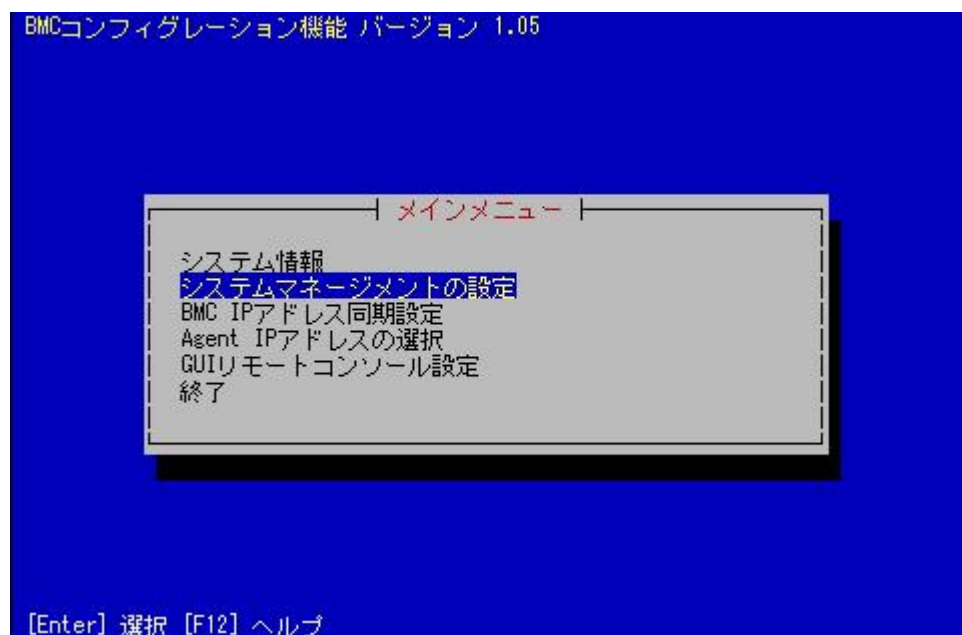 BMCコンフィグレーション機能 バージョン 1.05
メインメニュー
システム情報
システムマネージメントの設定
BMC IPアドレス同期設定
Agent IPアドレスの選択
GUIリモートコンソール設定
終了
[Enter] 選択 [F12] ヘルプ